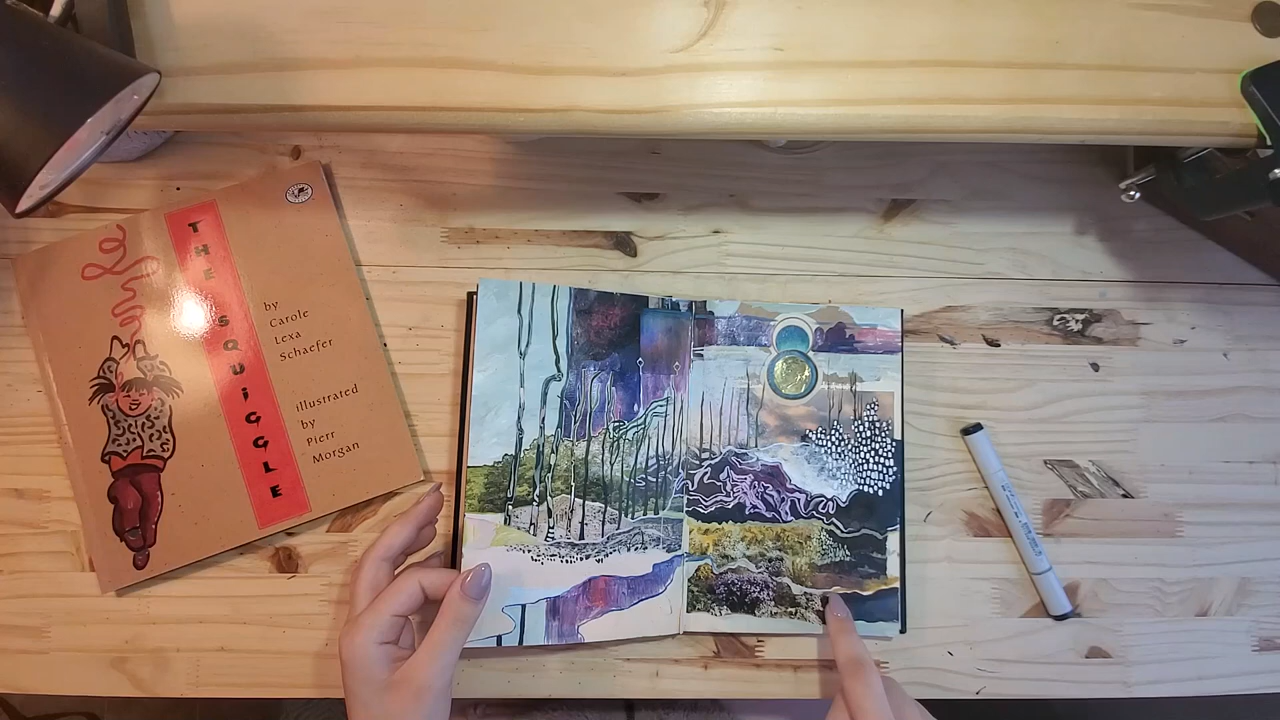 THE SQUIGGLE
by
Carole
Lexa
Schaefer
illustrated
by
Pierr
Morgan